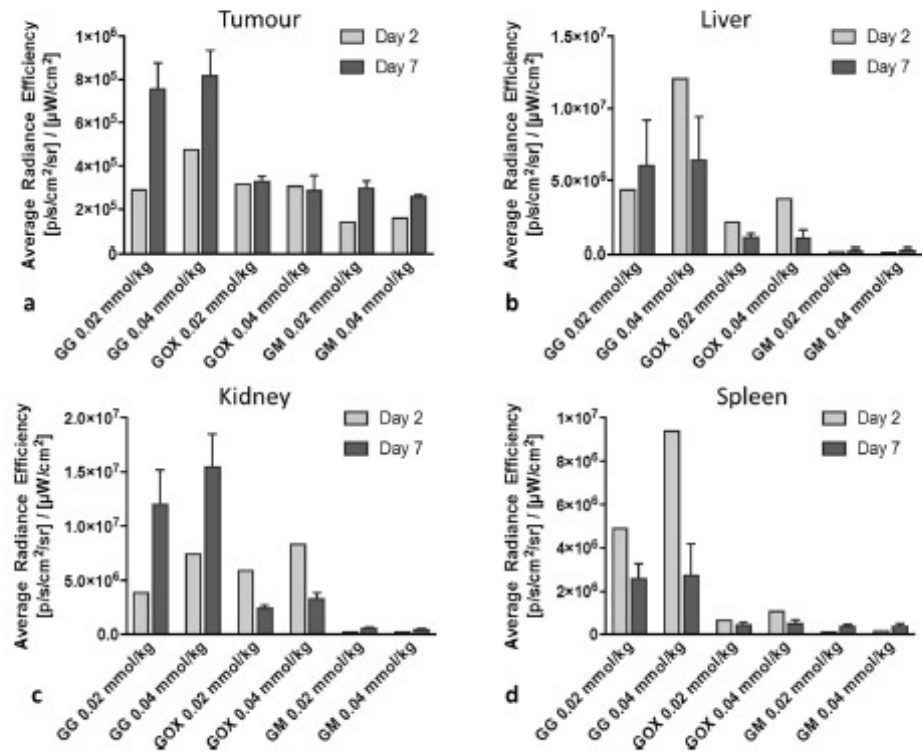 Tumour
Average Radiance Efficiency
[p/s/cm²/sr] / [µW/cm²]
1×10⁶
8×10⁵
6×10⁵
4×10⁵
2×10⁵
0
Day 2
Day 7
GG 0.02 mmol/kg
GG 0.04 mmol/kg
GOX 0.02 mmol/kg
GOX 0.04 mmol/kg
GM 0.02 mmol/kg
GM 0.04 mmol/kg
a
Liver
Average Radiance Efficiency
[p/s/cm²/sr] / [µW/cm²]
1.5×10⁷
1.0×10⁷
5.0×10⁶
0.0
Day 2
Day 7
GG 0.02 mmol/kg
GG 0.04 mmol/kg
GOX 0.02 mmol/kg
GOX 0.04 mmol/kg
GM 0.02 mmol/kg
GM 0.04 mmol/kg
b
Kidney
Average Radiance Efficiency
[p/s/cm²/sr] / [µW/cm²]
2.0×10⁷
1.5×10⁷
1.0×10⁷
5.0×10⁶
0.0
Day 2
Day 7
GG 0.02 mmol/kg
GG 0.04 mmol/kg
GOX 0.02 mmol/kg
GOX 0.04 mmol/kg
GM 0.02 mmol/kg
GM 0.04 mmol/kg
c
Spleen
Average Radiance Efficiency
[p/s/cm²/sr] / [µW/cm²]
1×10⁷
8×10⁶
6×10⁶
4×10⁶
2×10⁶
0
Day 2
Day 7
GG 0.02 mmol/kg
GG 0.04 mmol/kg
GOX 0.02 mmol/kg
GOX 0.04 mmol/kg
GM 0.02 mmol/kg
GM 0.04 mmol/kg
d